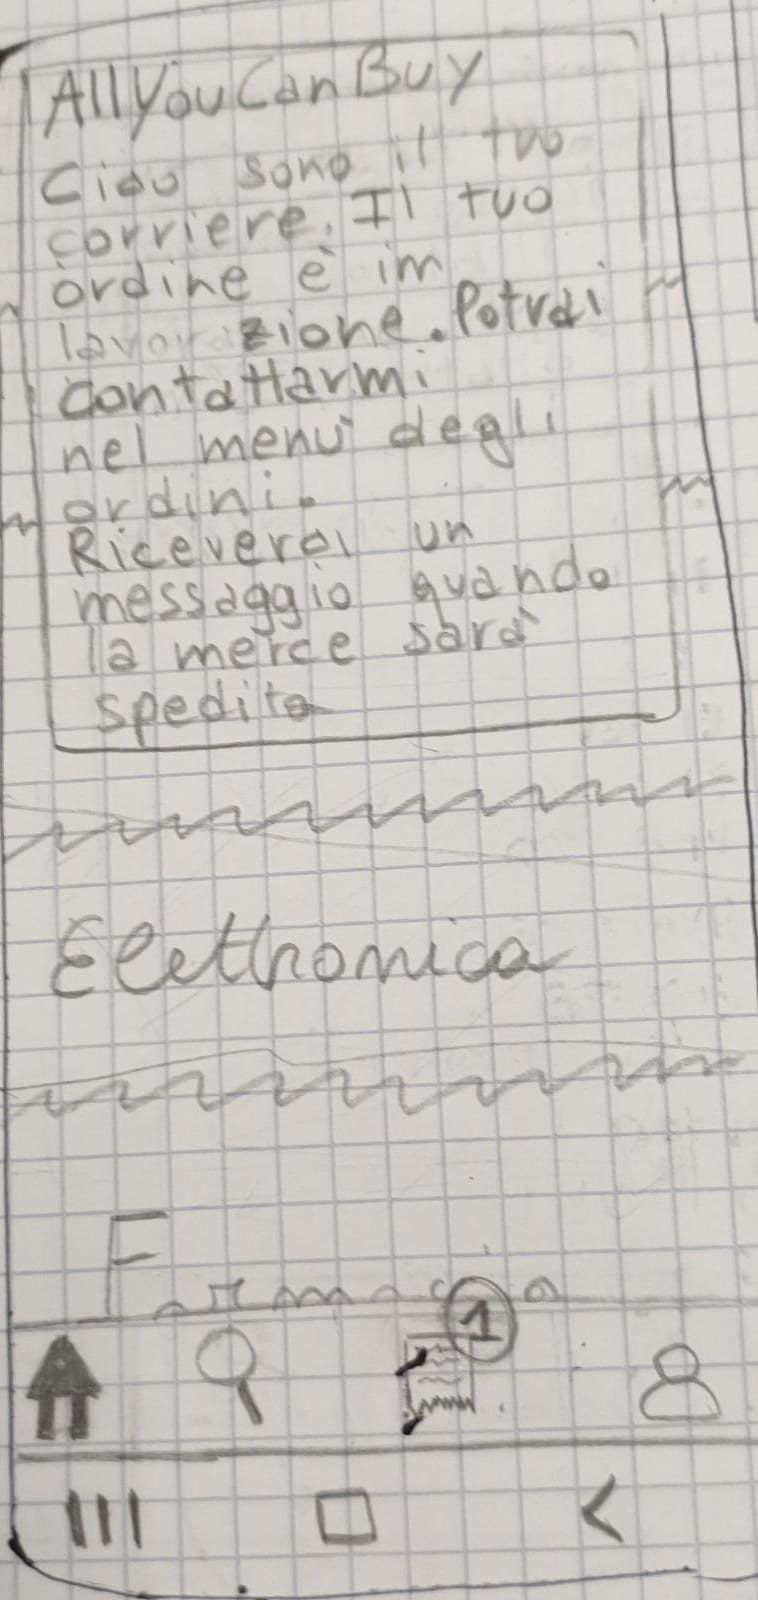 AllYouCanBuy
Ciao sono il tuo
corriere. Il tuo
ordine è im
lavorazione. Potrai
contattarmi
nel menù degli
ordini.
Riceverai un
messaggio quando
la merce sarà
spedita
Elettronica
Farmacia
1